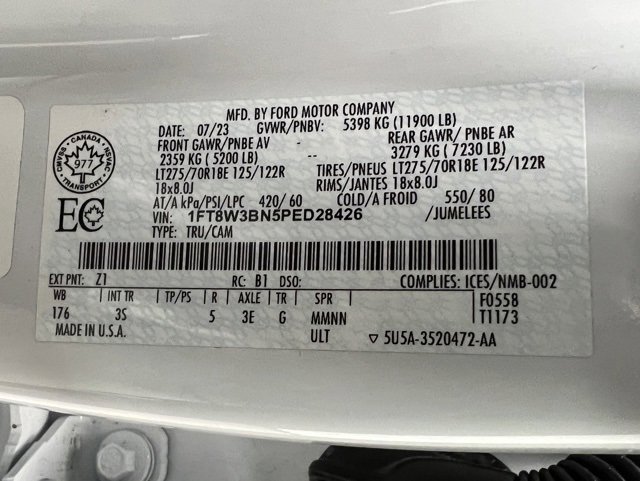 MFD. BY FORD MOTOR COMPANY
DATE: 07/23 GVWR/PNBV: 5398 KG (11900 LB)
FRONT GAWR/PNBE AV REAR GAWR/ PNBE AR
2359 KG ( 5200 LB) -- 3279 KG ( 7230 LB)
LT275/70R18E 125/122R TIRES/PNEUS LT275/70R18E 125/122R
18x8.0J RIMS/JANTES 18x8.0J
AT/A kPa/PSI/LPC 420/ 60 COLD/A FROID 550/ 80
VIN: 1FT8W3BN5PED28426 /JUMELEES
TYPE: TRU/CAM
CANADA
977
TRANSPORT
EC
EXT PNT: Z1 RC: B1 DSO: COMPLIES: ICES/NMB-002
WB INT TR TP/PS R AXLE TR SPR F0558
176 3S 5 3E G MMNN T1173
MADE IN U.S.A. ULT ▽ 5U5A-3520472-AA